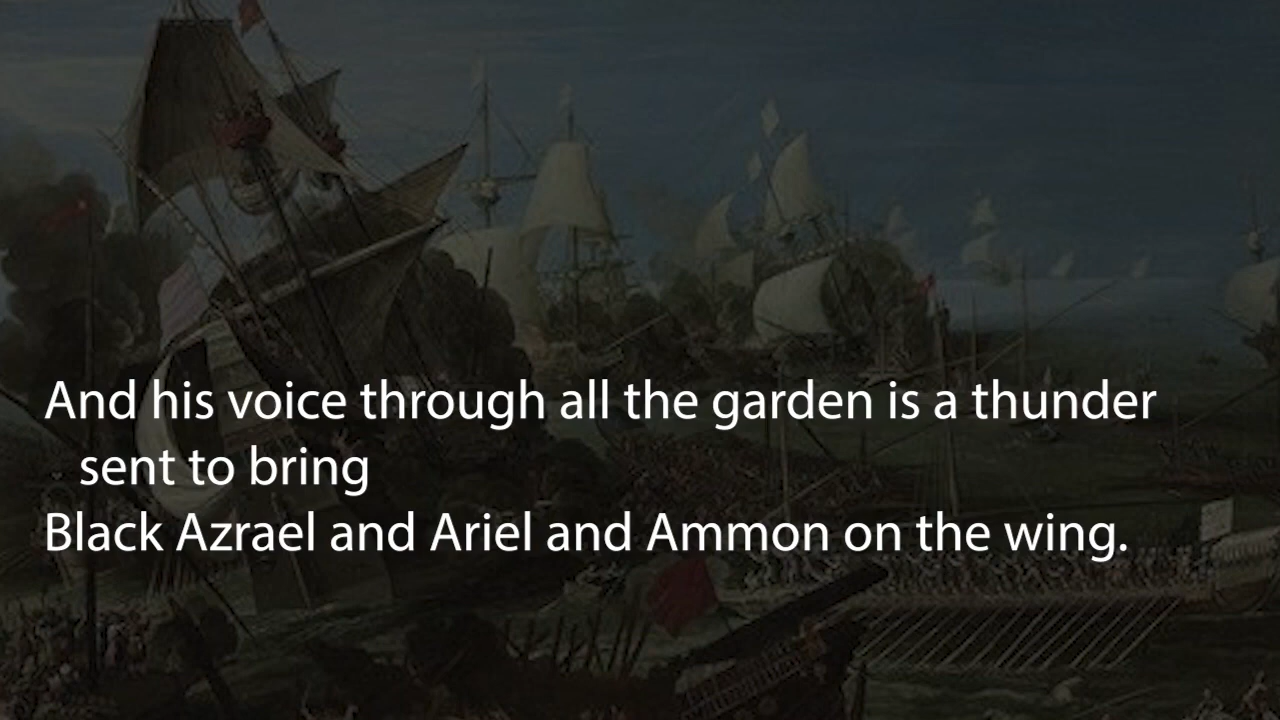 And his voice through all the garden is a thunder
sent to bring
Black Azrael and Ariel and Ammon on the wing.